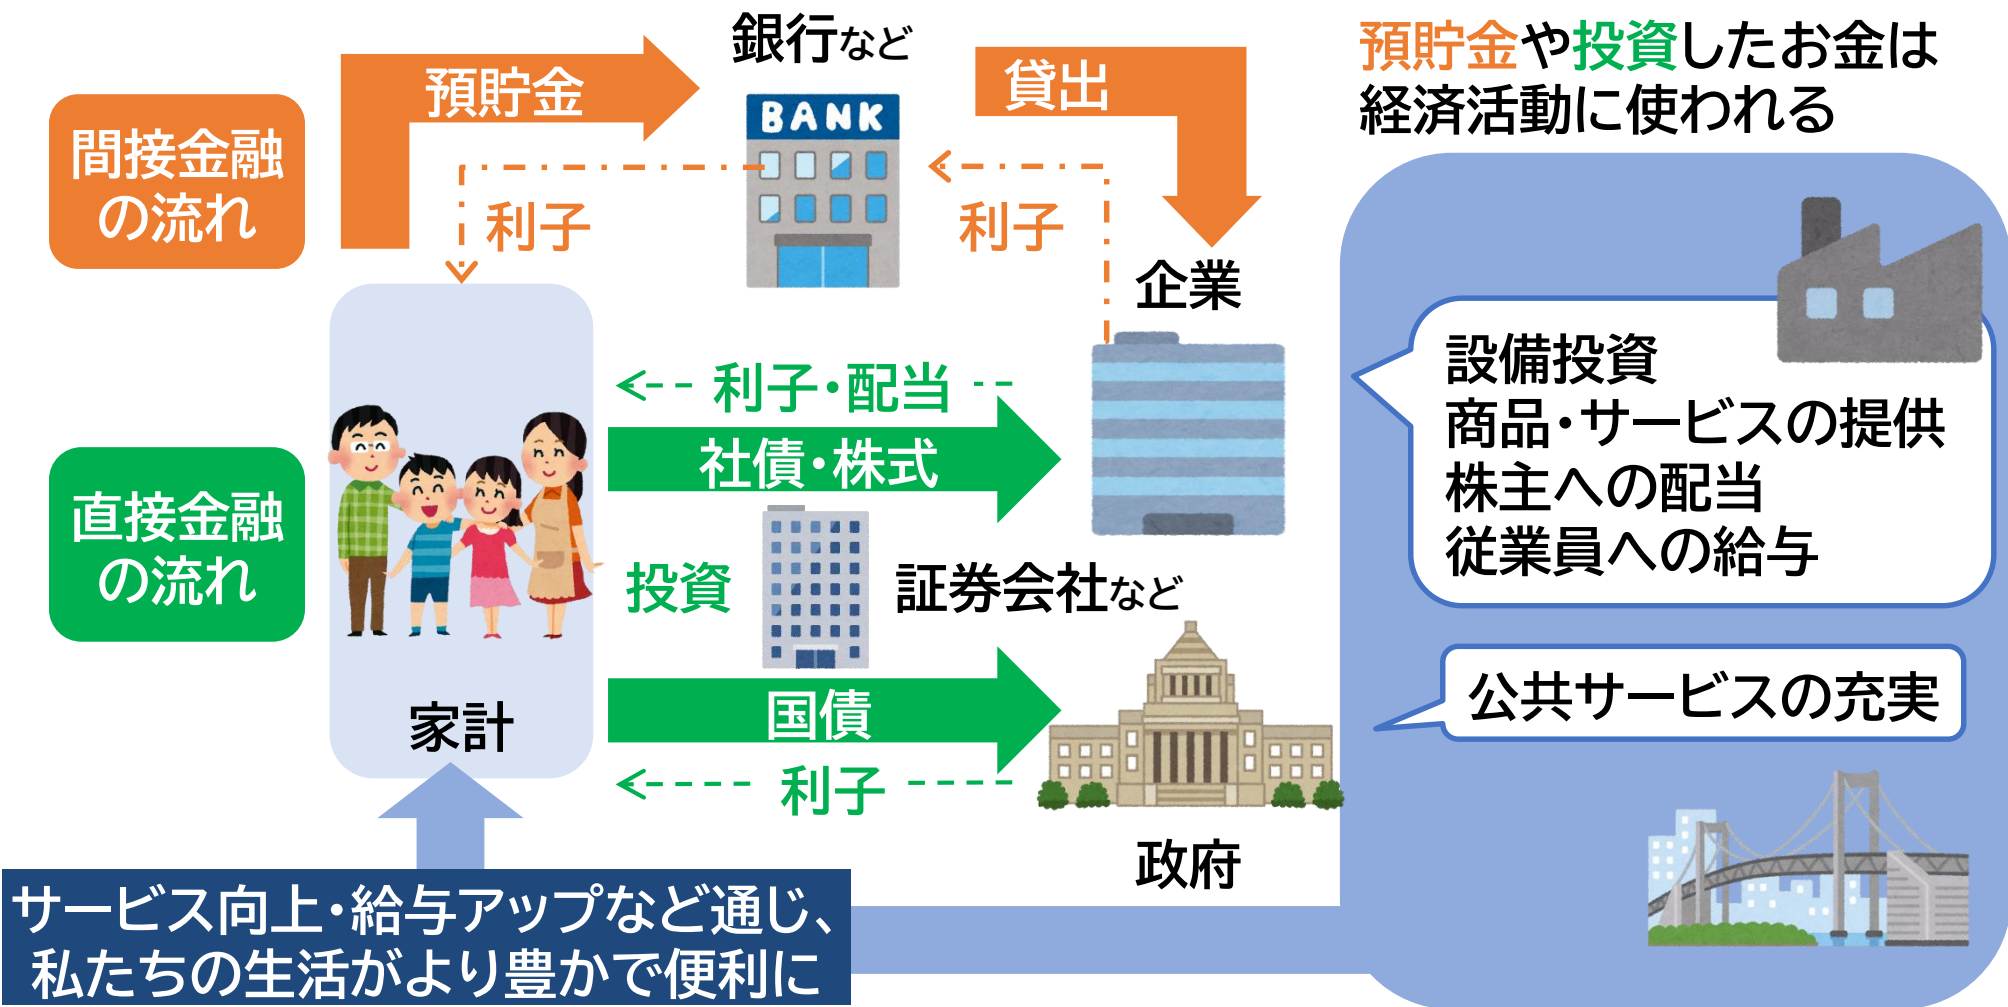 銀行など
預貯金
貸出
BANK
間接金融
の流れ
利子
利子
企業
利子・配当
社債・株式
直接金融
の流れ
投資
証券会社など
国債
家計
利子
政府
預貯金や投資したお金は
経済活動に使われる
設備投資
商品・サービスの提供
株主への配当
従業員への給与
公共サービスの充実
サービス向上・給与アップなど通じ、
私たちの生活がより豊かで便利に